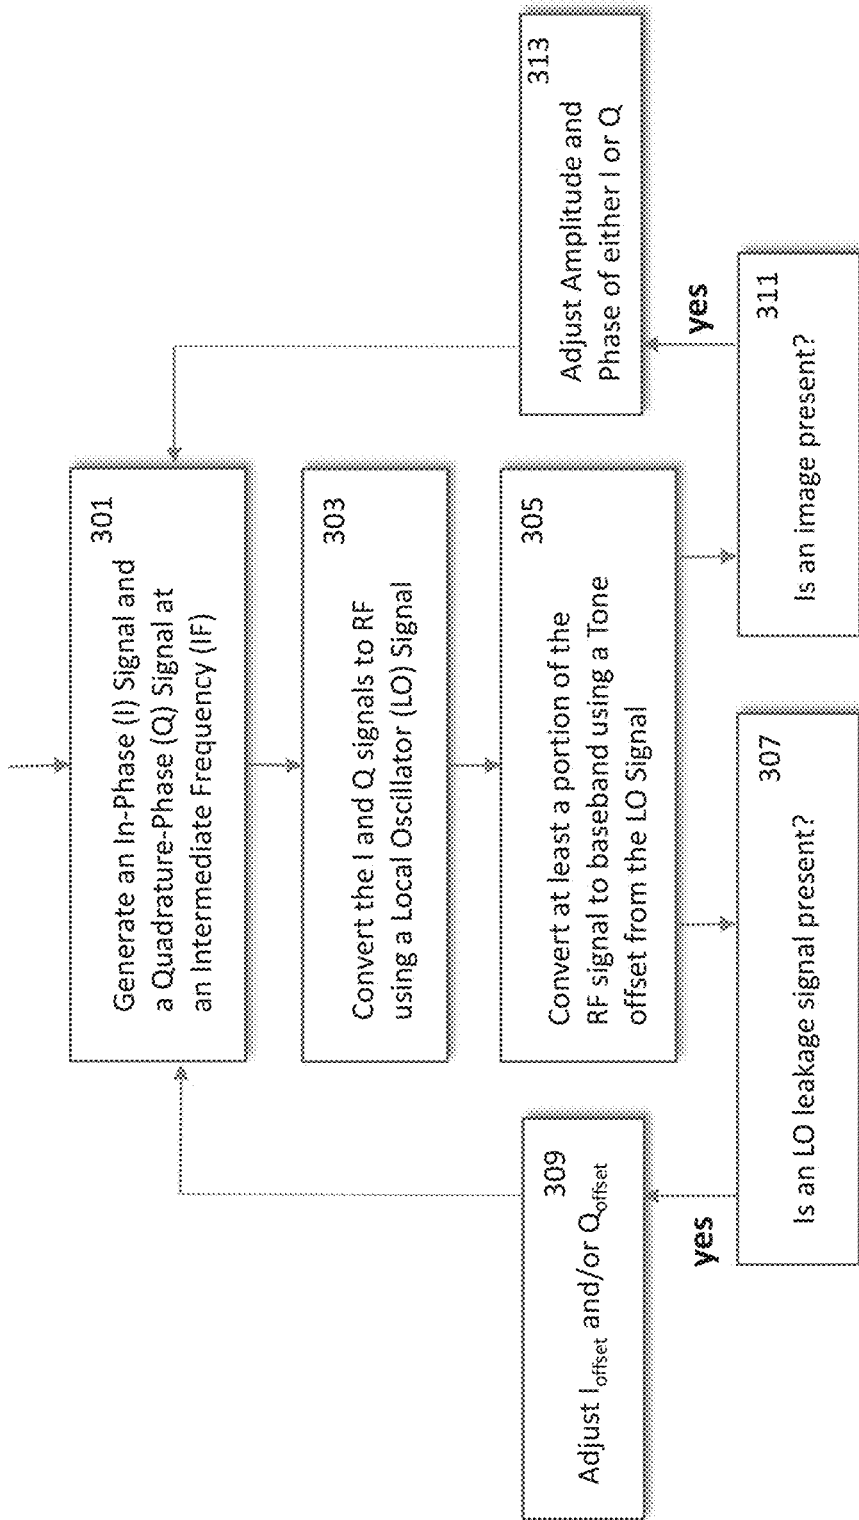 301
Generate an In-Phase (I) Signal and
a Quadrature-Phase (Q) Signal at
an Intermediate Frequency (IF)
303
Convert the I and Q signals to RF
using a Local Oscillator (LO) Signal
305
Convert at least a portion of the
RF signal to baseband using a Tone
offset from the LO Signal
309
Adjust Ioffset and/or Qoffset
yes
307
Is an LO leakage signal present?
313
Adjust Amplitude and
Phase of either I or Q
yes
311
Is an image present?